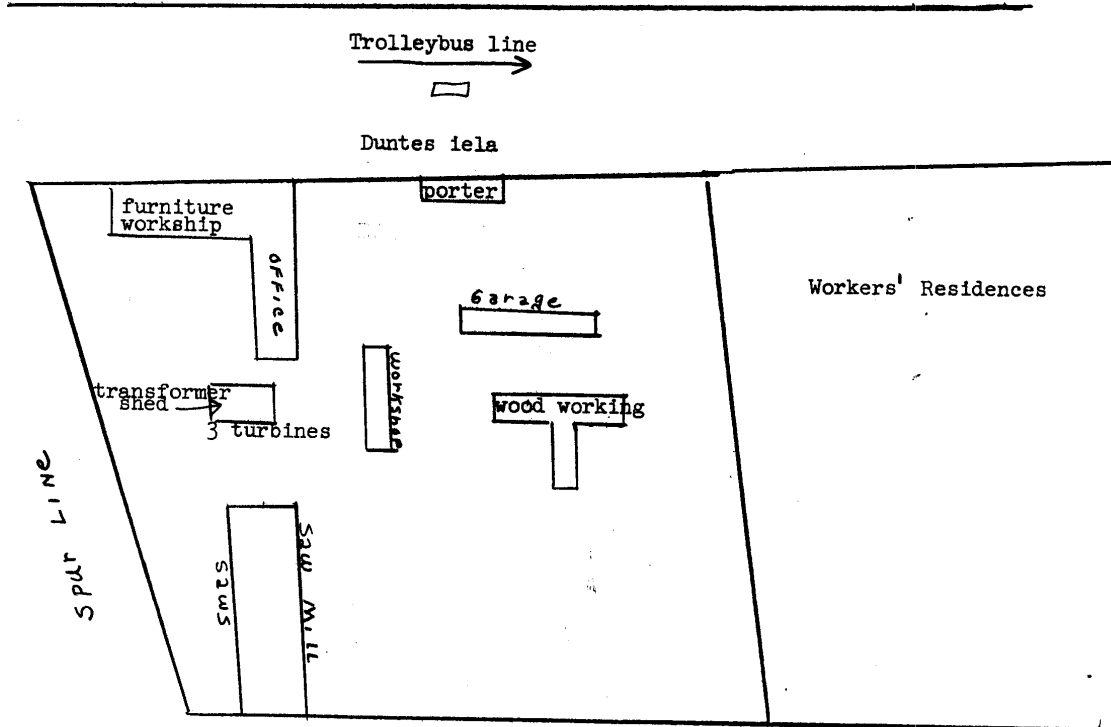 Trolleybus line
Duntes iela
porter
furniture
workship
OFFice
Garage
Workers' Residences
workshop
transformer
shed
wood working
3 turbines
Spur LINE
saws
Saw Mill